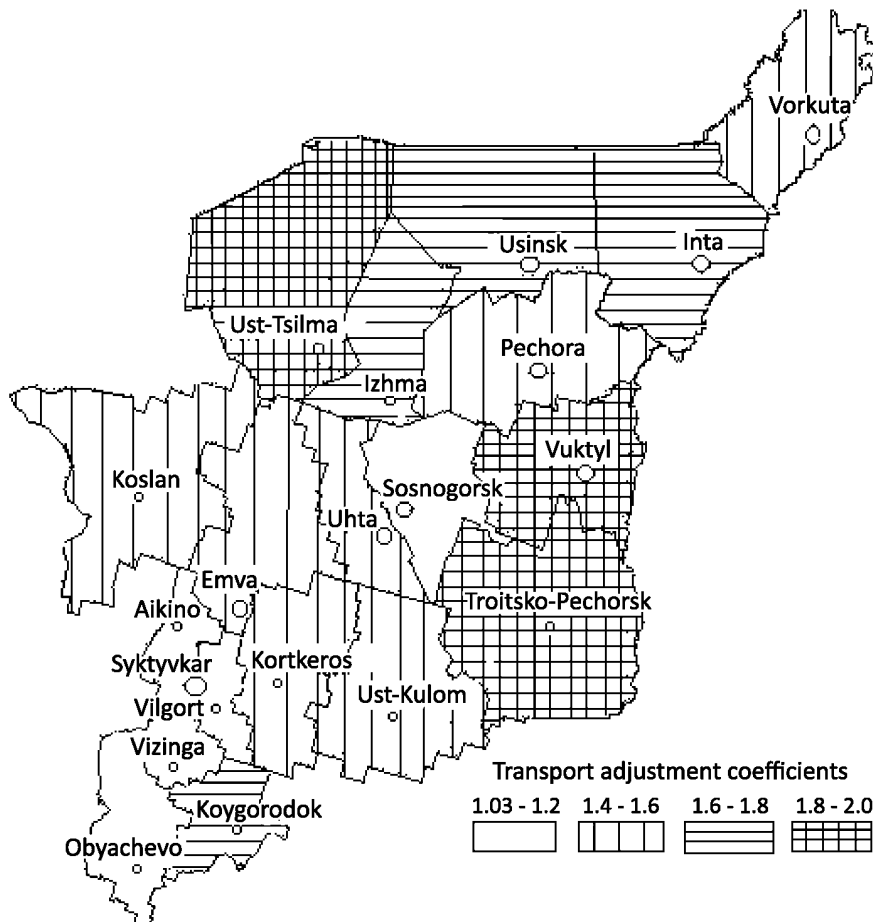 Vorkuta
Usinsk
Inta
Ust-Tsilma
Pechora
Izhma
Vuktyl
Koslan
Sosnogorsk
Uhta
Emva
Troitsko-Pechorsk
Aikino
Syktyvkar
Kortkeros
Ust-Kulom
Vilgort
Vizinga
Koygorodok
Obyachevo
Transport adjustment coefficients
1.03 - 1.2 1.4 - 1.6 1.6 - 1.8 1.8 - 2.0